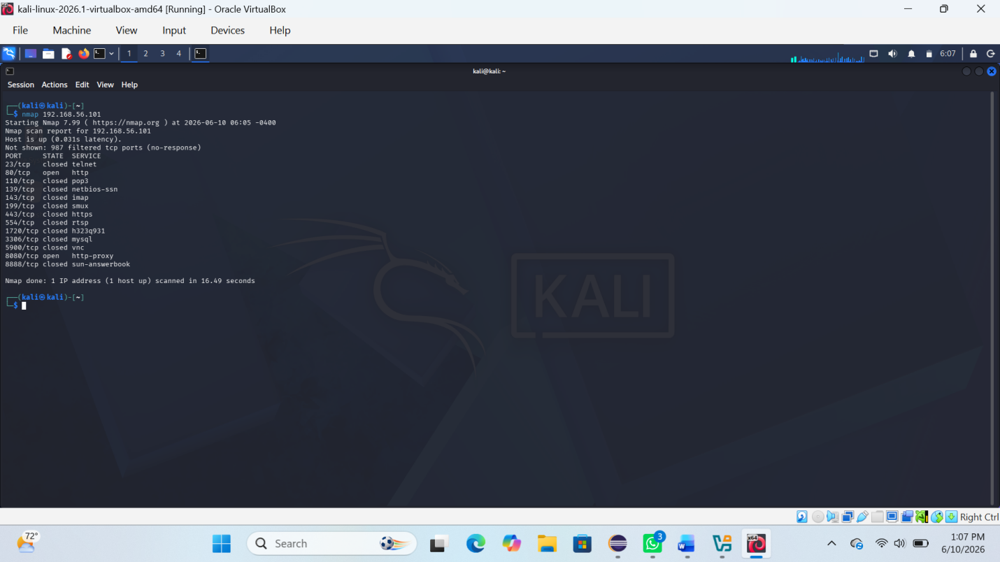 kali-linux-2026.1-virtualbox-amd64 [Running] - Oracle VirtualBox
File Machine View Input Devices Help
1 2 3 4 6:07
kali@kali: ~
Session Actions Edit View Help
┌──(kali㉿kali)-[~]
└─$ nmap 192.168.56.101
Starting Nmap 7.99 ( https://nmap.org ) at 2026-06-10 06:05 -0400
Nmap scan report for 192.168.56.101
Host is up (0.031s latency).
Not shown: 987 filtered tcp ports (no-response)
PORT     STATE  SERVICE
23/tcp   closed telnet
80/tcp   open   http
110/tcp  closed pop3
139/tcp  closed netbios-ssn
143/tcp  closed imap
199/tcp  closed smux
443/tcp  closed https
554/tcp  closed rtsp
1720/tcp closed h323q931
3306/tcp closed mysql
5900/tcp closed vnc
8080/tcp open   http-proxy
8888/tcp closed sun-answerbook
Nmap done: 1 IP address (1 host up) scanned in 16.49 seconds
┌──(kali㉿kali)-[~]
└─$
KALI
Right Ctrl
72°
Search
3
x64
1:07 PM
6/10/2026